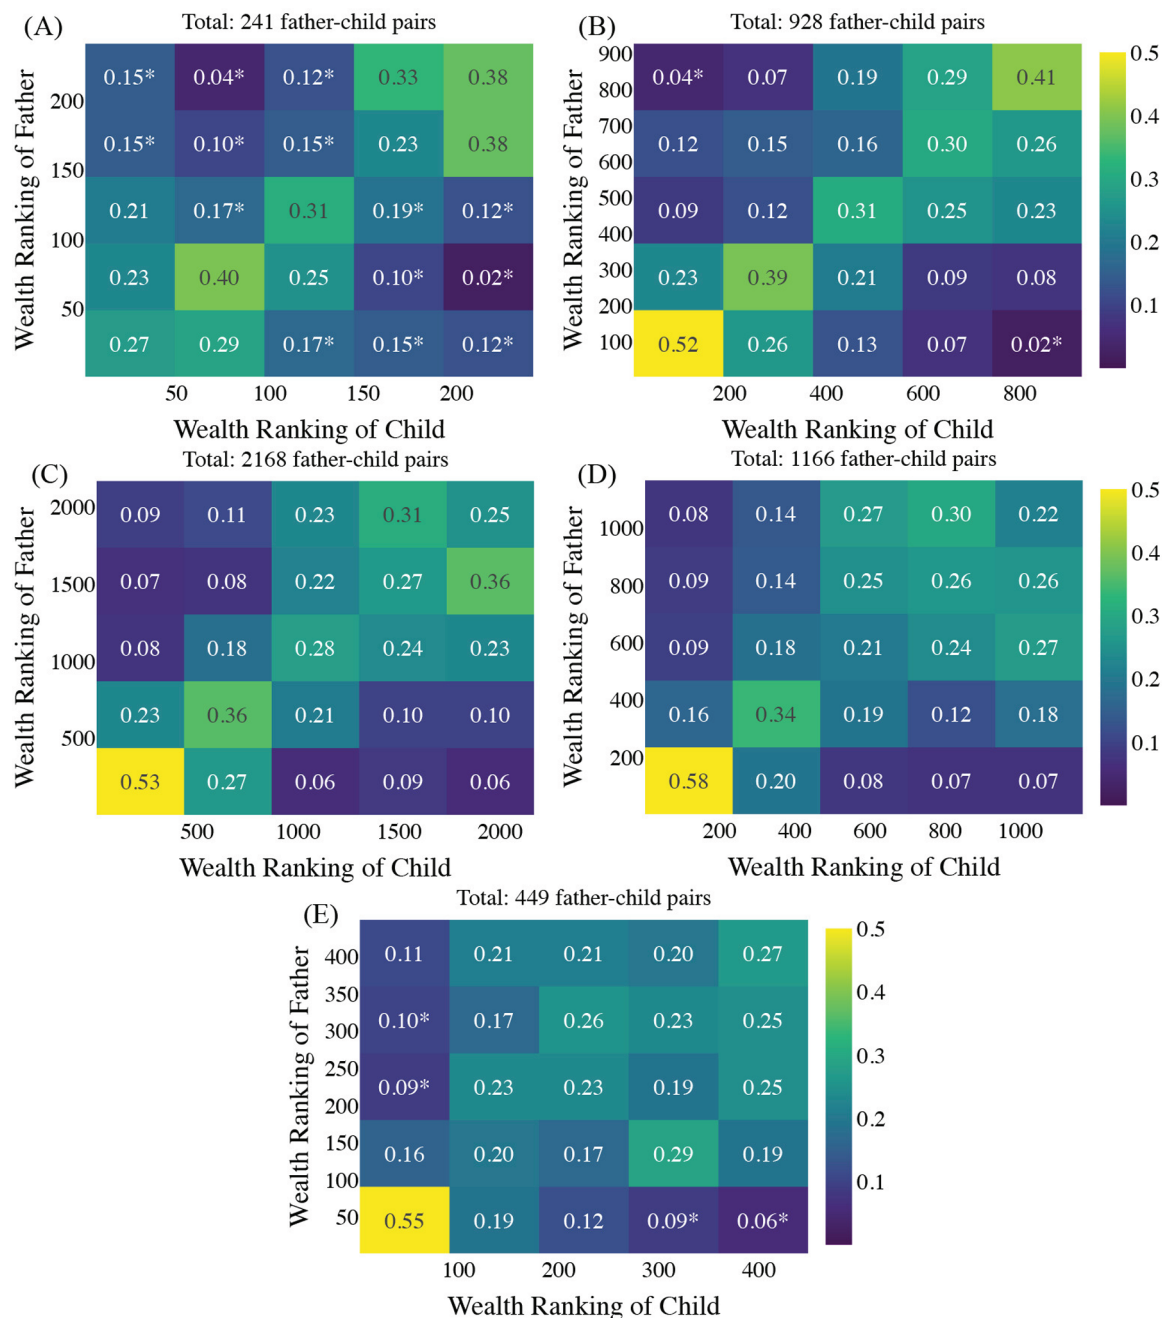 (A)
Total: 241 father-child pairs
Wealth Ranking of Father
200
150
100
50
0.15* 0.04* 0.12* 0.33 0.38
0.15* 0.10* 0.15* 0.23 0.38
0.21 0.17* 0.31 0.19* 0.12*
0.23 0.40 0.25 0.10* 0.02*
0.27 0.29 0.17* 0.15* 0.12*
50 100 150 200
Wealth Ranking of Child
(B)
Total: 928 father-child pairs
Wealth Ranking of Father
900
800
700
600
500
400
300
200
100
0.04* 0.07 0.19 0.29 0.41
0.12 0.15 0.16 0.30 0.26
0.09 0.12 0.31 0.25 0.23
0.23 0.39 0.21 0.09 0.08
0.52 0.26 0.13 0.07 0.02*
200 400 600 800
Wealth Ranking of Child
0.5
0.4
0.3
0.2
0.1
(C)
Total: 2168 father-child pairs
Wealth Ranking of Father
2000
1500
1000
500
0.09 0.11 0.23 0.31 0.25
0.07 0.08 0.22 0.27 0.36
0.08 0.18 0.28 0.24 0.23
0.23 0.36 0.21 0.10 0.10
0.53 0.27 0.06 0.09 0.06
500 1000 1500 2000
Wealth Ranking of Child
(D)
Total: 1166 father-child pairs
Wealth Ranking of Father
1000
800
600
400
200
0.08 0.14 0.27 0.30 0.22
0.09 0.14 0.25 0.26 0.26
0.09 0.18 0.21 0.24 0.27
0.16 0.34 0.19 0.12 0.18
0.58 0.20 0.08 0.07 0.07
200 400 600 800 1000
Wealth Ranking of Child
0.5
0.4
0.3
0.2
0.1
(E)
Total: 449 father-child pairs
Wealth Ranking of Father
400
350
300
250
200
150
100
50
0.11 0.21 0.21 0.20 0.27
0.10* 0.17 0.26 0.23 0.25
0.09* 0.23 0.23 0.19 0.25
0.16 0.20 0.17 0.29 0.19
0.55 0.19 0.12 0.09* 0.06*
100 200 300 400
Wealth Ranking of Child
0.5
0.4
0.3
0.2
0.1